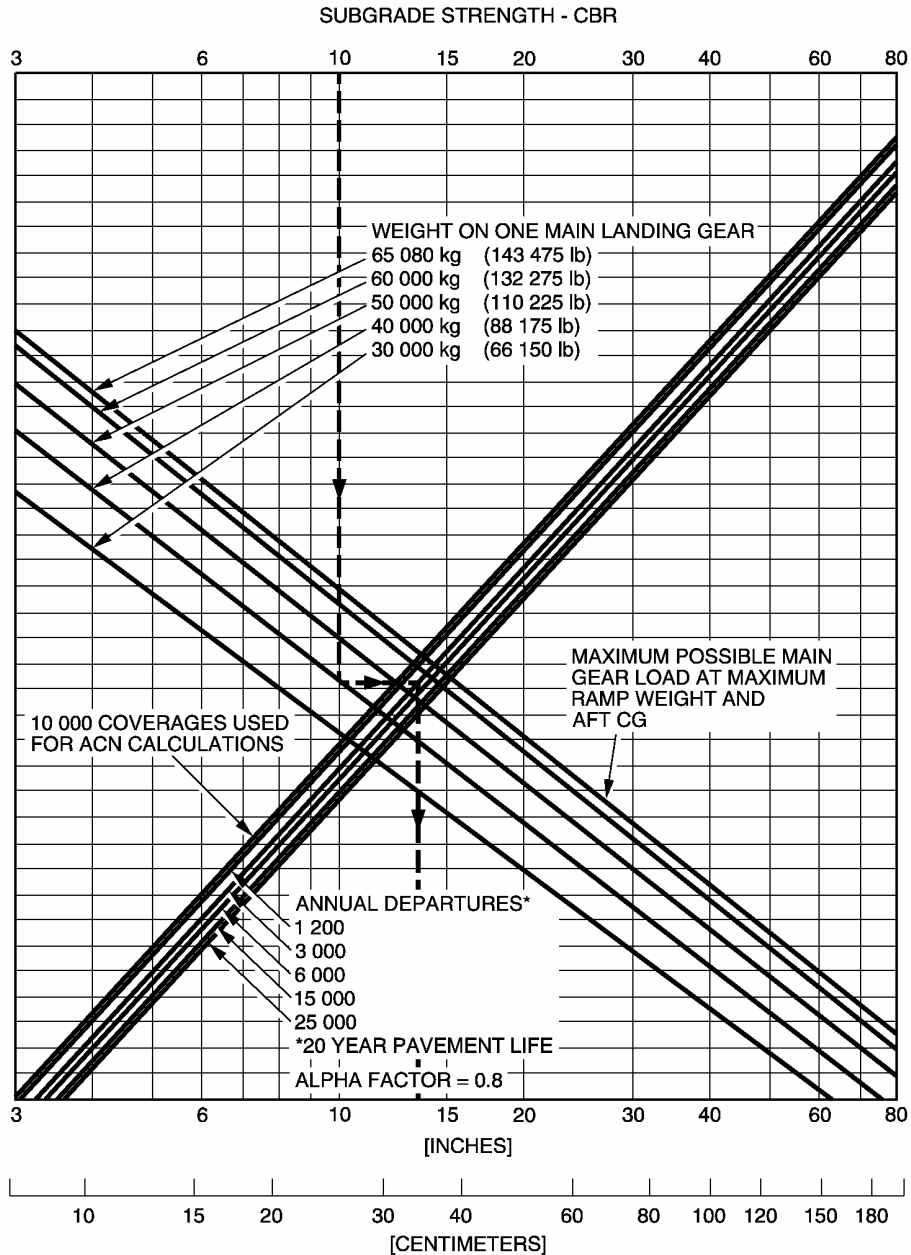 SUBGRADE STRENGTH - CBR
3 6 10 15 20 30 40 60 80
WEIGHT ON ONE MAIN LANDING GEAR
65 080 kg (143 475 lb)
60 000 kg (132 275 lb)
50 000 kg (110 225 lb)
40 000 kg (88 175 lb)
30 000 kg (66 150 lb)
MAXIMUM POSSIBLE MAIN
GEAR LOAD AT MAXIMUM
RAMP WEIGHT AND
AFT CG
10 000 COVERAGES USED
FOR ACN CALCULATIONS
ANNUAL DEPARTURES*
1 200
3 000
6 000
15 000
25 000
*20 YEAR PAVEMENT LIFE
ALPHA FACTOR = 0.8
3 6 10 15 20 30 40 60 80
[INCHES]
10 15 20 30 40 60 80 100 120 150 180
[CENTIMETERS]